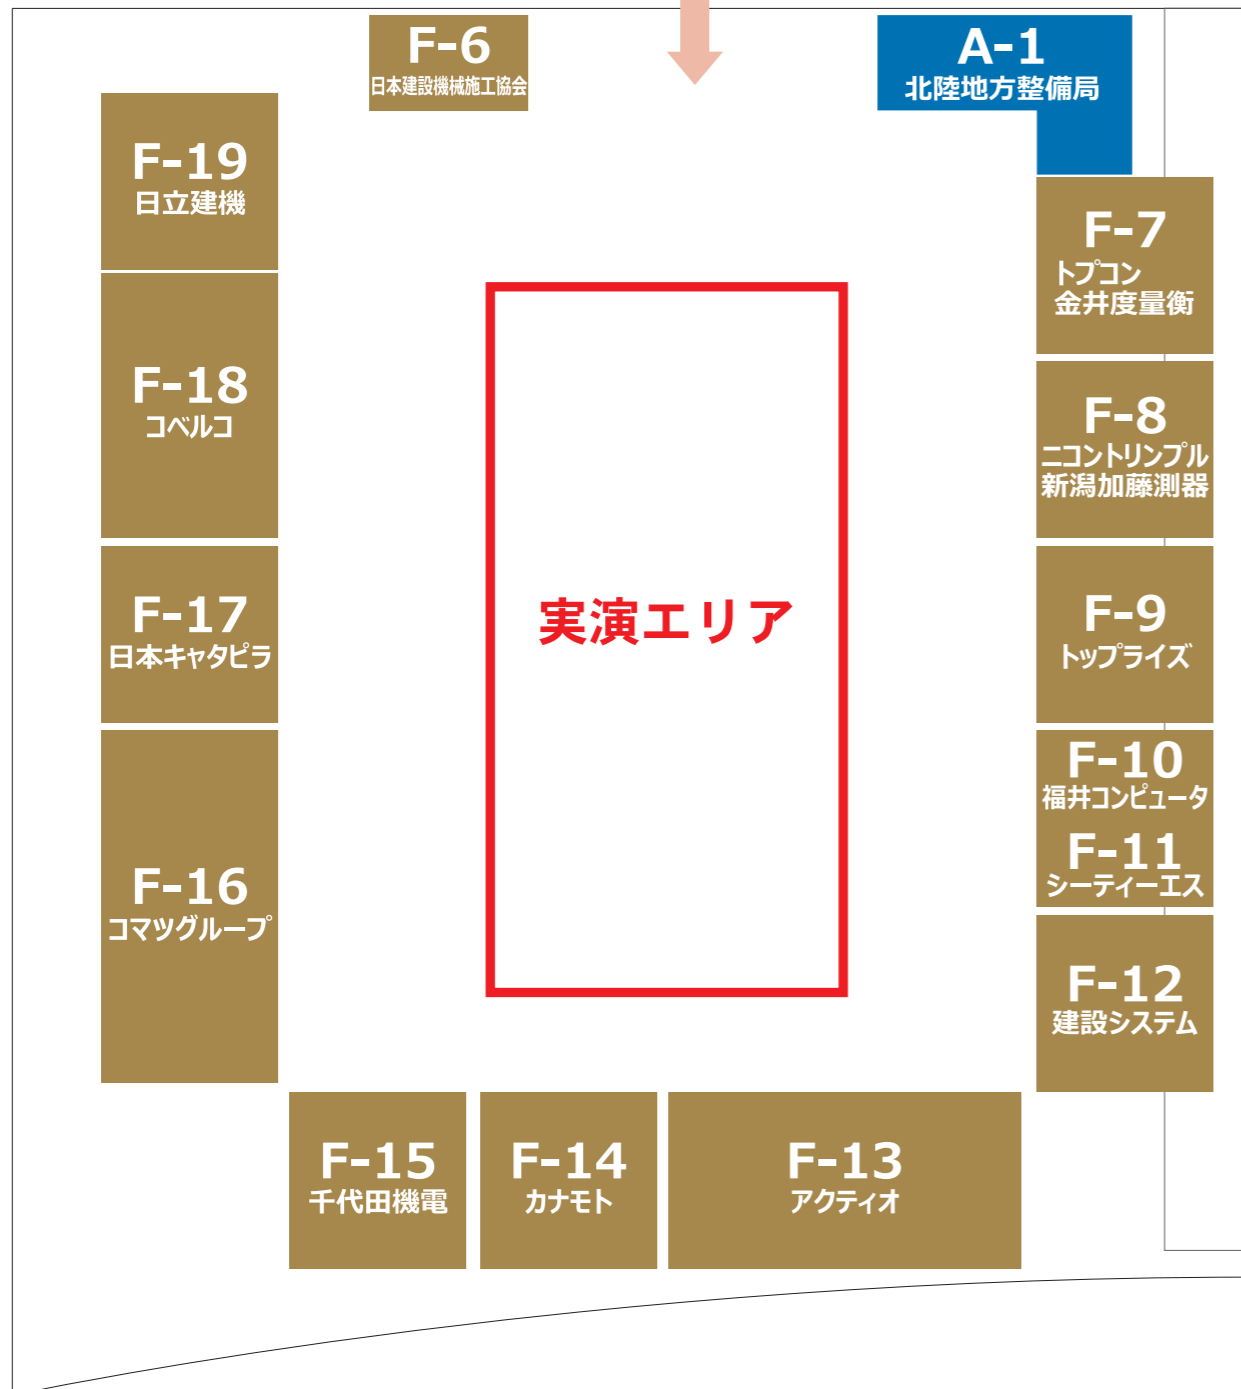 F-6
日本建設機械施工協会
A-1
北陸地方整備局
F-19
日立建機
F-18
コベルコ
F-17
日本キャタピラ
F-16
コマツグループ
実演エリア
F-7
トプコン
金井度量衡
F-8
ニコントリンプル
新潟加藤測器
F-9
トップライズ
F-10
福井コンピュータ
F-11
シーティーエス
F-12
建設システム
F-15
千代田機電
F-14
カナモト
F-13
アクティオ